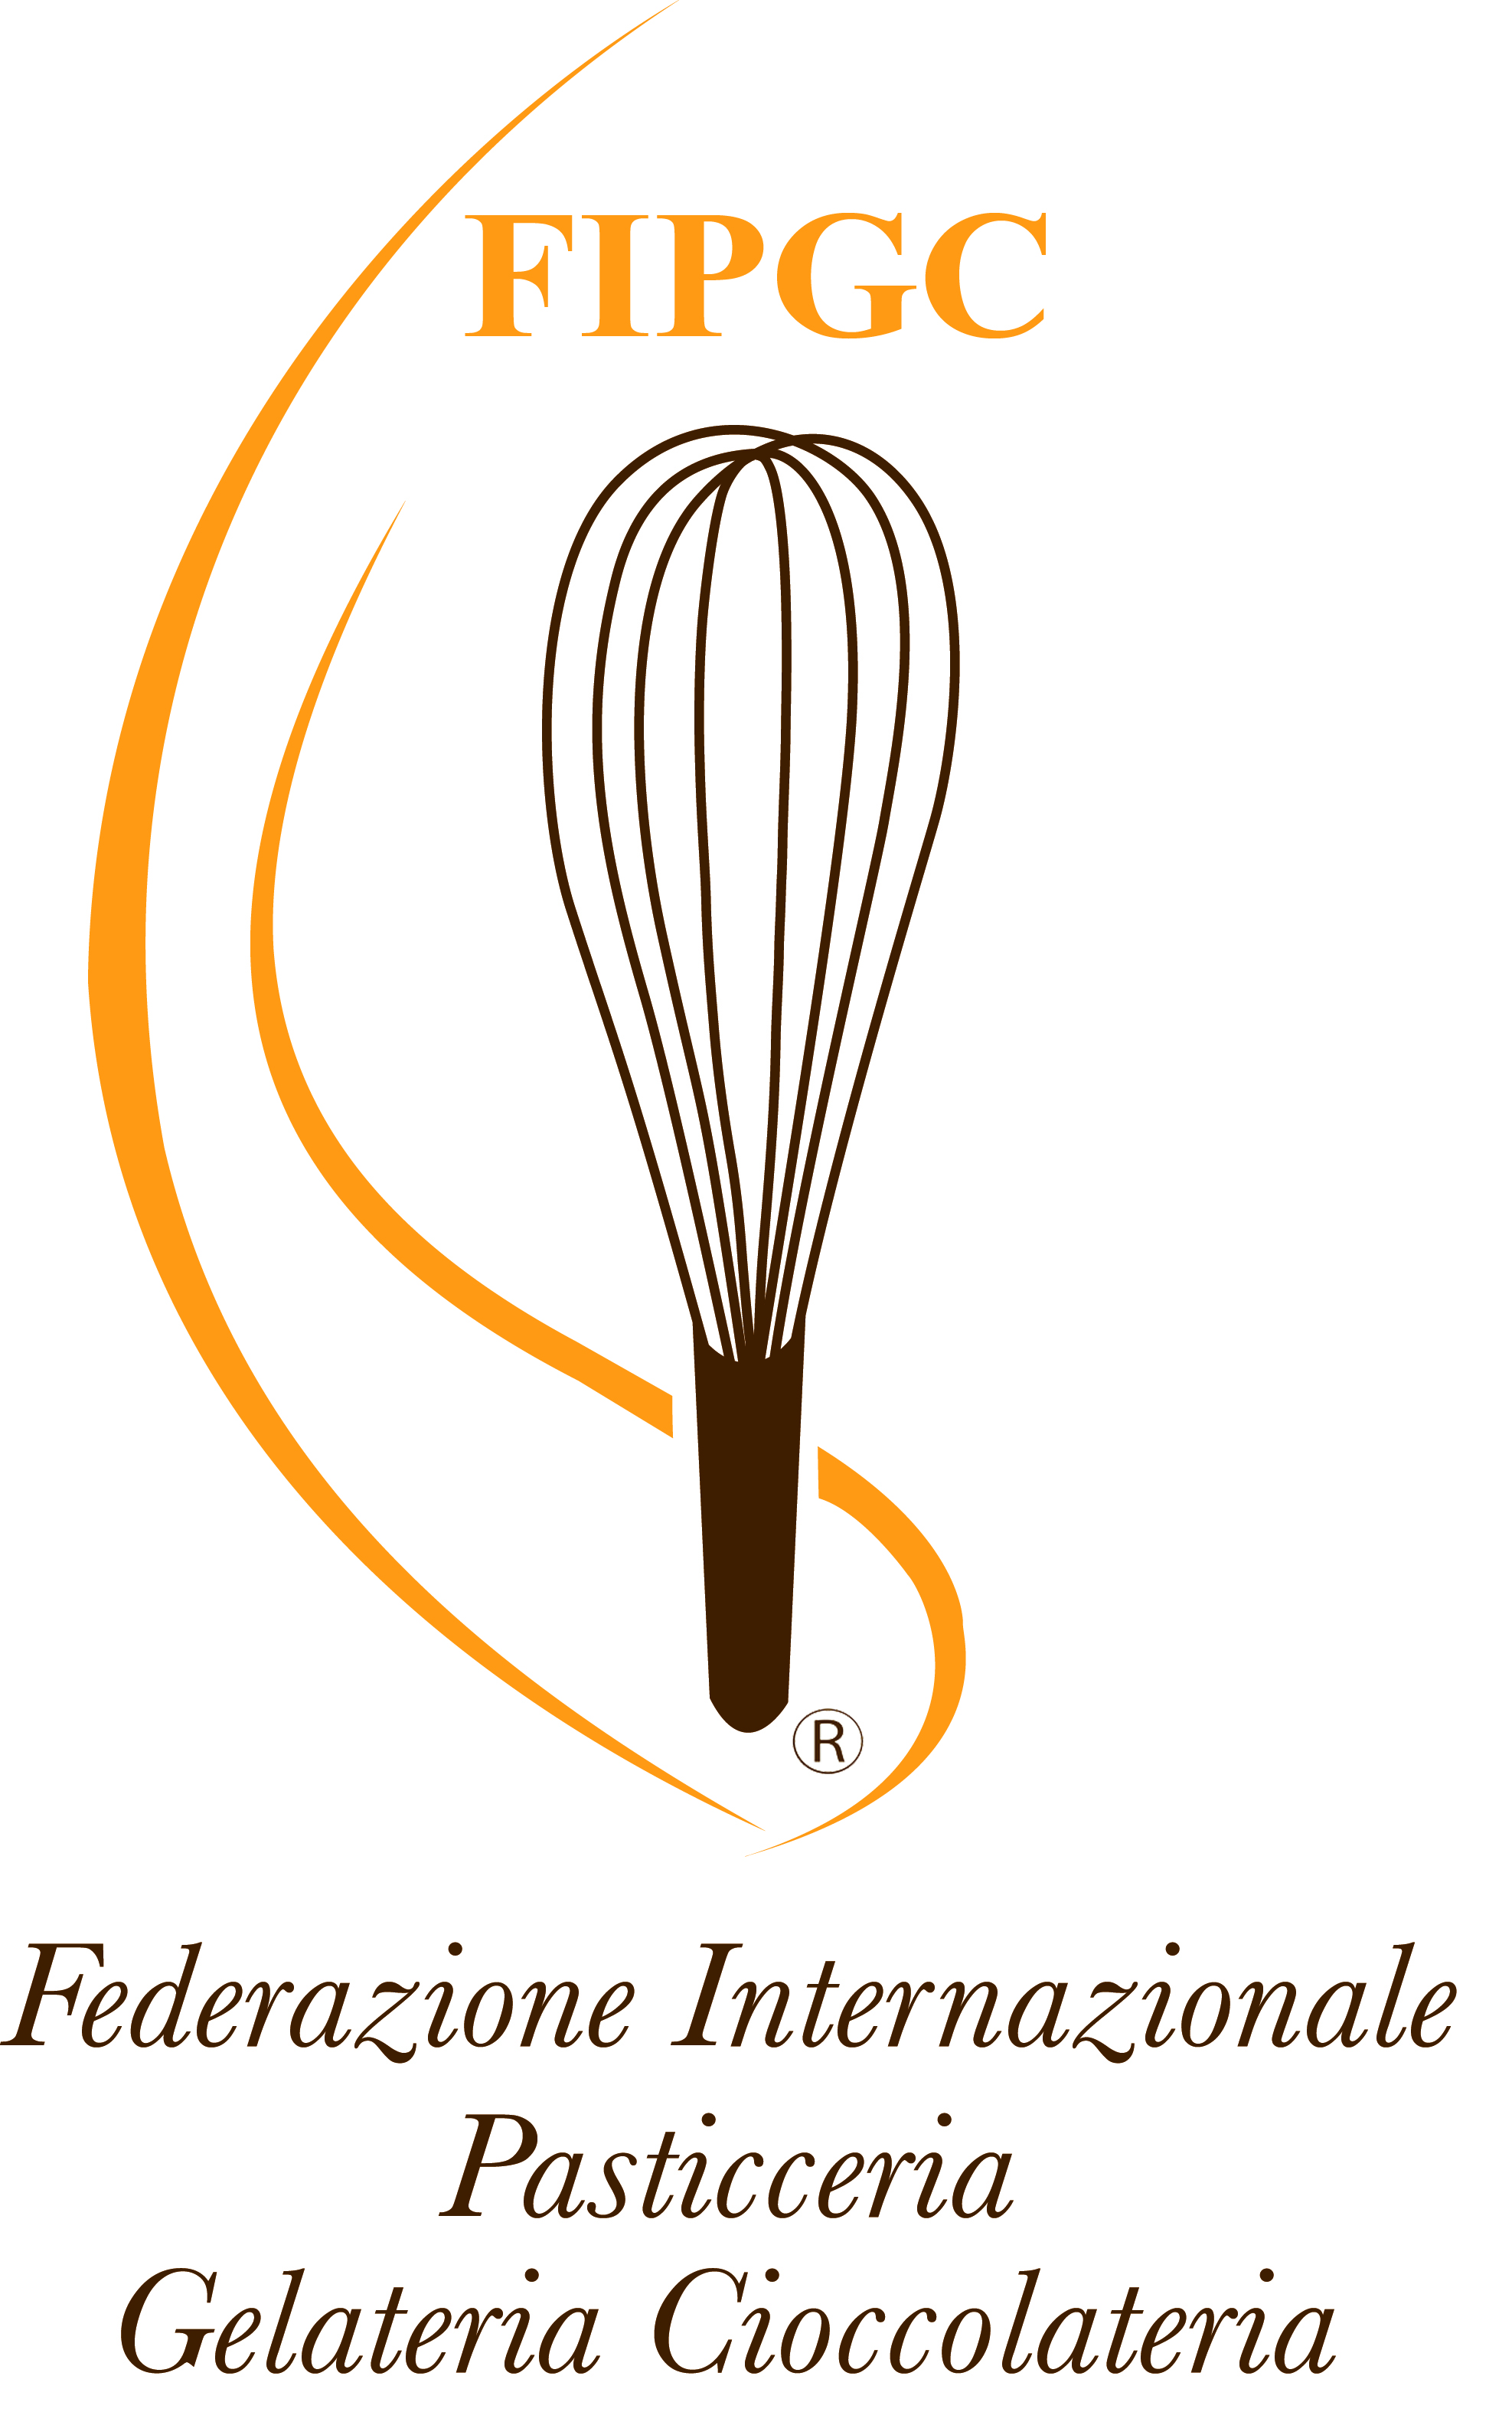 FIPGC
®
Federazione Internazionale
Pasticceria
Gelateria Cioccolateria